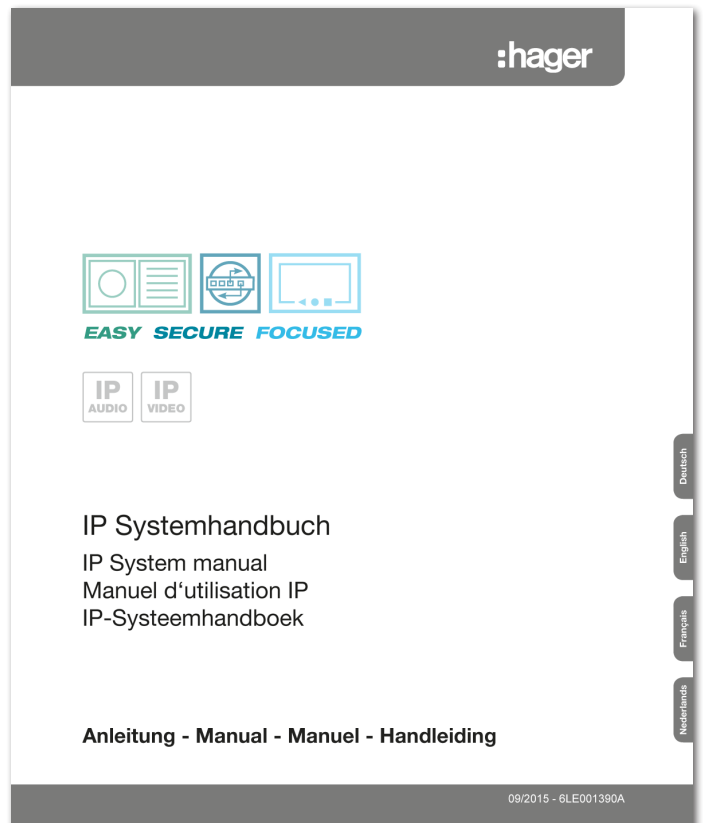 :hager
EASY SECURE FOCUSED
IP IP
AUDIO VIDEO
Deutsch
English
Français
Nederlands
IP Systemhandbuch
IP System manual
Manuel d‘utilisation IP
IP-Systeemhandboek
Anleitung - Manual - Manuel - Handleiding
09/2015 - 6LE001390A